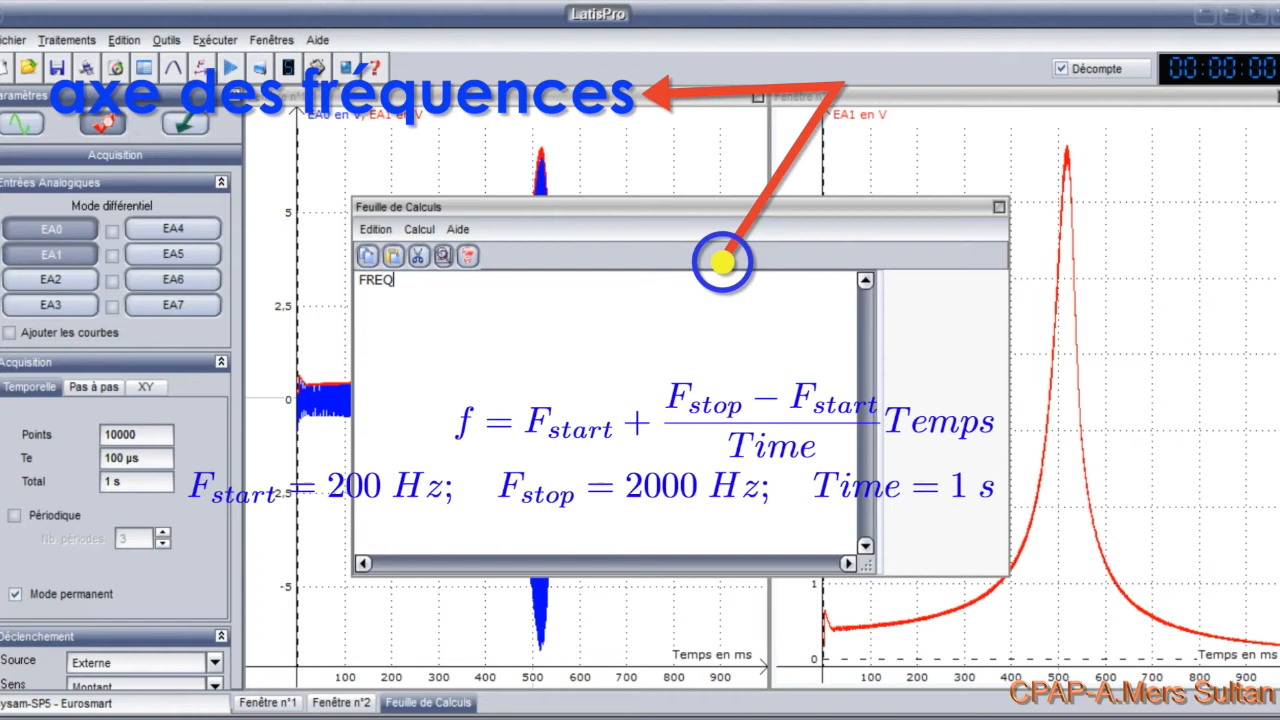 LatisPro
ichier Traitements Edition Outils Exécuter Fenêtres Aide
Décompte 00:00:00
axe des fréquences
aramètres
EA0 en V, EA1 en V
EA1 en V
Acquisition
Entrées Analogiques
Mode différentiel
EA0 EA4
EA1 EA5
EA2 EA6
EA3 EA7
Ajouter les courbes
Acquisition
Temporelle Pas à pas XY
Points 10000
Te 100 µs
Total 1 s
Périodique
Nb. périodes 3
Mode permanent
Déclenchement
Source Externe
Sens Montant
ysam-SP5 - Eurosmart
5
2,5
0
-2,5
-5
Temps en ms
100 200 300 400 500 600 700 800 900
Feuille de Calculs
Edition Calcul Aide
FREQ
f = F_start + (F_stop − F_start)/Time Temps
F_start = 200 Hz; F_stop = 2000 Hz; Time = 1 s
1
0
Temps en ms
100 200 300 400 500 600 700 800 900
Fenêtre n°1 Fenêtre n°2 Feuille de Calculs
CPAP-A.Mers Sultan